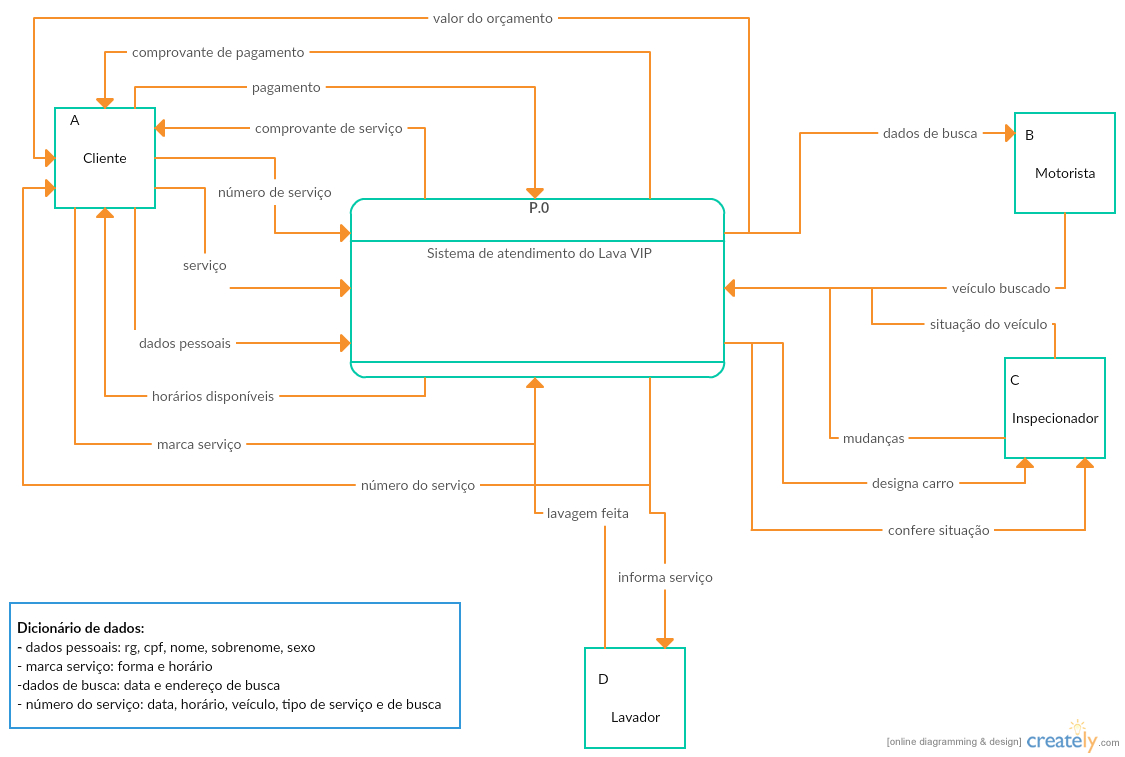 valor do orçamento
comprovante de pagamento
pagamento
A
comprovante de serviço
dados de busca
B
Cliente
Motorista
número de serviço
P.0
Sistema de atendimento do Lava VIP
serviço
veículo buscado
situação do veículo
dados pessoais
C
horários disponíveis
Inspecionador
marca serviço
mudanças
número do serviço
designa carro
lavagem feita
confere situação
informa serviço
Dicionário de dados:
- dados pessoais: rg, cpf, nome, sobrenome, sexo
- marca serviço: forma e horário
-dados de busca: data e endereço de busca
- número do serviço: data, horário, veículo, tipo de serviço e de busca
D
Lavador
[online diagramming & design] creately.com